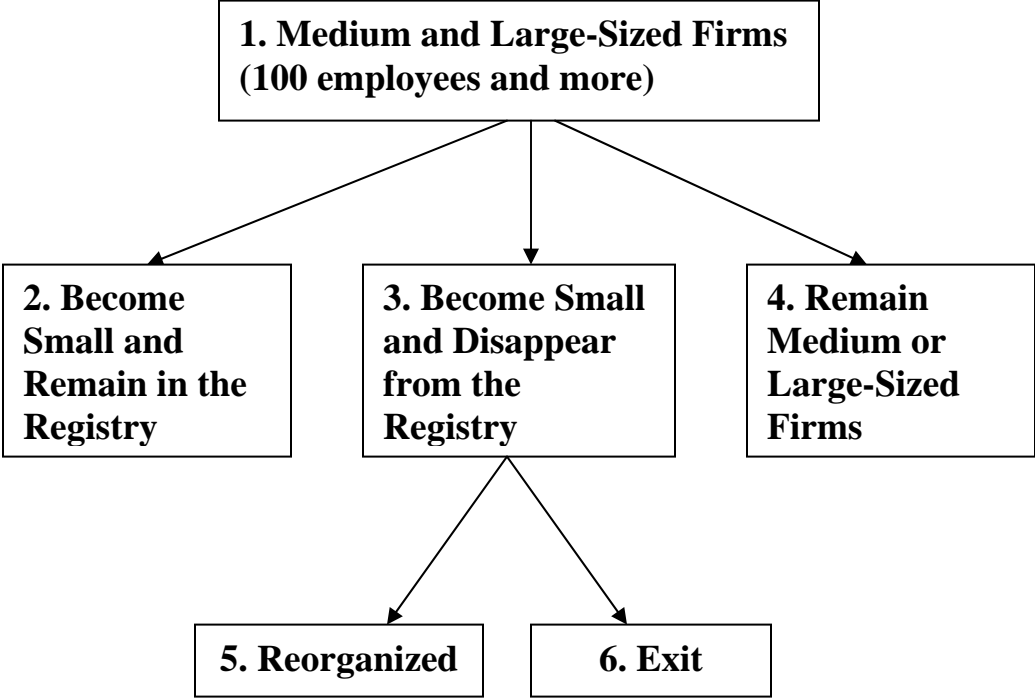 1. Medium and Large-Sized Firms
(100 employees and more)
2. Become
Small and
Remain in the
Registry
3. Become Small
and Disappear
from the
Registry
4. Remain
Medium or
Large-Sized
Firms
5. Reorganized
6. Exit